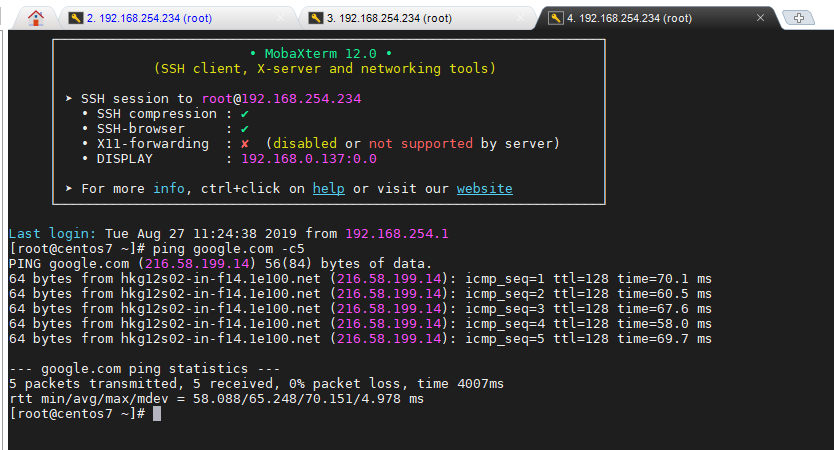 2. 192.168.254.234 (root)
3. 192.168.254.234 (root)
4. 192.168.254.234 (root)
• MobaXterm 12.0 •
(SSH client, X-server and networking tools)
➤ SSH session to root@192.168.254.234
• SSH compression : ✔
• SSH-browser : ✔
• X11-forwarding : ✘ (disabled or not supported by server)
• DISPLAY : 192.168.0.137:0.0
➤ For more info, ctrl+click on help or visit our website
Last login: Tue Aug 27 11:24:38 2019 from 192.168.254.1
[root@centos7 ~]# ping google.com -c5
PING google.com (216.58.199.14) 56(84) bytes of data.
64 bytes from hkg12s02-in-f14.1e100.net (216.58.199.14): icmp_seq=1 ttl=128 time=70.1 ms
64 bytes from hkg12s02-in-f14.1e100.net (216.58.199.14): icmp_seq=2 ttl=128 time=60.5 ms
64 bytes from hkg12s02-in-f14.1e100.net (216.58.199.14): icmp_seq=3 ttl=128 time=67.6 ms
64 bytes from hkg12s02-in-f14.1e100.net (216.58.199.14): icmp_seq=4 ttl=128 time=58.0 ms
64 bytes from hkg12s02-in-f14.1e100.net (216.58.199.14): icmp_seq=5 ttl=128 time=69.7 ms
--- google.com ping statistics ---
5 packets transmitted, 5 received, 0% packet loss, time 4007ms
rtt min/avg/max/mdev = 58.088/65.248/70.151/4.978 ms
[root@centos7 ~]#